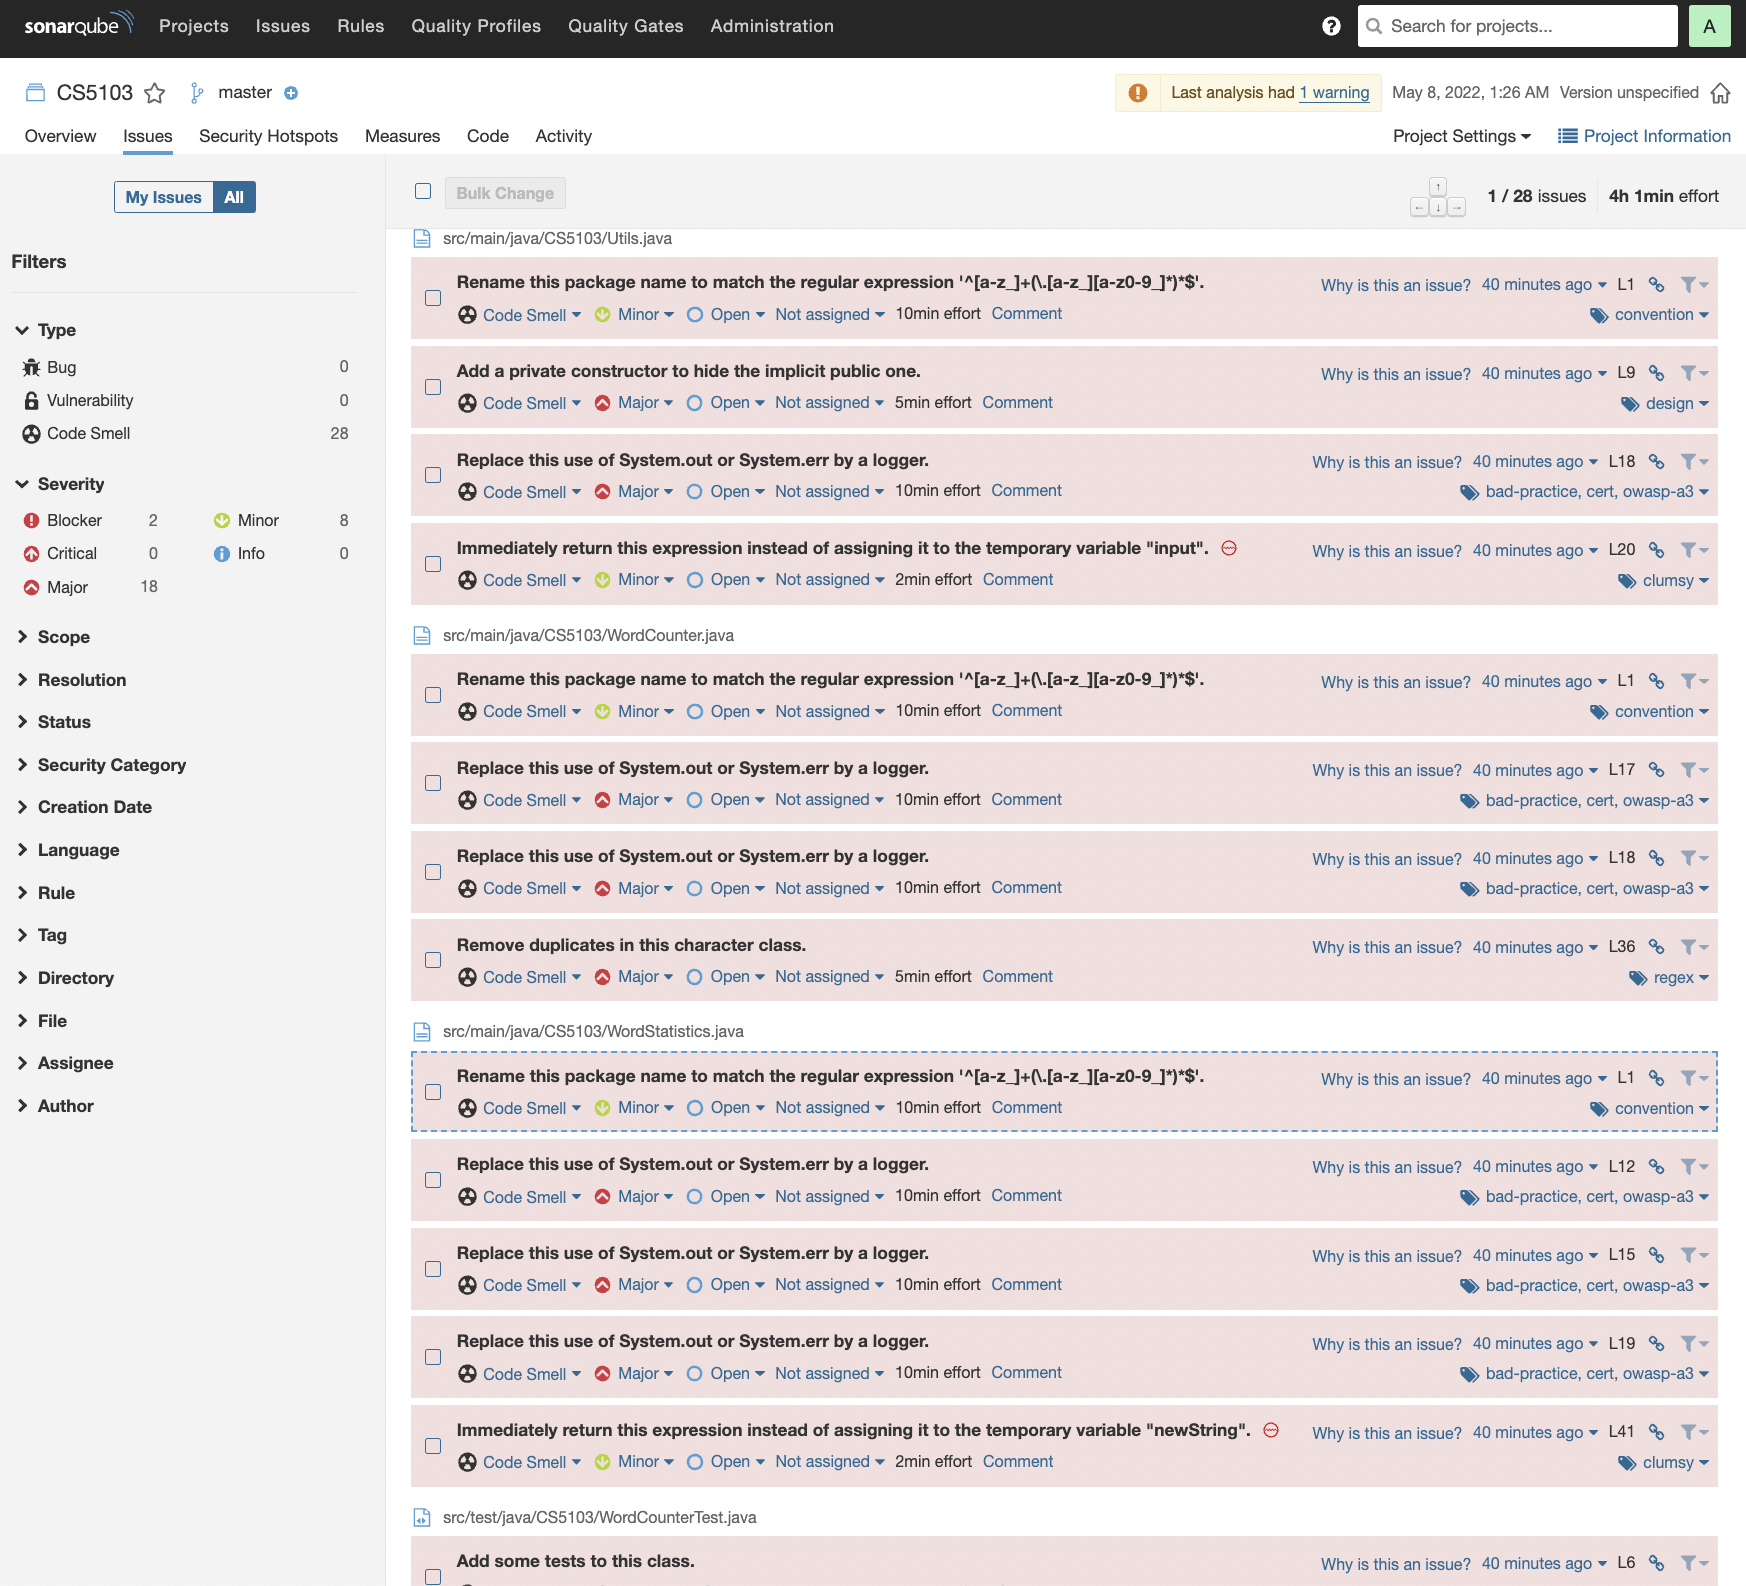 sonarqube Projects Issues Rules Quality Profiles Quality Gates Administration ? Search for projects... A
CS5103 master Last analysis had 1 warning May 8, 2022, 1:26 AM Version unspecified
Overview Issues Security Hotspots Measures Code Activity Project Settings Project Information
My Issues All
Bulk Change 1 / 28 issues 4h 1min effort
Filters
Type
Bug 0
Vulnerability 0
Code Smell 28
Severity
Blocker 2 Minor 8
Critical 0 Info 0
Major 18
Scope
Resolution
Status
Security Category
Creation Date
Language
Rule
Tag
Directory
File
Assignee
Author
src/main/java/CS5103/Utils.java
Rename this package name to match the regular expression '^[a-z_]+(\.[a-z_][a-z0-9_]*)*$'. Why is this an issue? 40 minutes ago L1
Code Smell Minor Open Not assigned 10min effort Comment convention
Add a private constructor to hide the implicit public one. Why is this an issue? 40 minutes ago L9
Code Smell Major Open Not assigned 5min effort Comment design
Replace this use of System.out or System.err by a logger. Why is this an issue? 40 minutes ago L18
Code Smell Major Open Not assigned 10min effort Comment bad-practice, cert, owasp-a3
Immediately return this expression instead of assigning it to the temporary variable "input". Why is this an issue? 40 minutes ago L20
Code Smell Minor Open Not assigned 2min effort Comment clumsy
src/main/java/CS5103/WordCounter.java
Rename this package name to match the regular expression '^[a-z_]+(\.[a-z_][a-z0-9_]*)*$'. Why is this an issue? 40 minutes ago L1
Code Smell Minor Open Not assigned 10min effort Comment convention
Replace this use of System.out or System.err by a logger. Why is this an issue? 40 minutes ago L17
Code Smell Major Open Not assigned 10min effort Comment bad-practice, cert, owasp-a3
Replace this use of System.out or System.err by a logger. Why is this an issue? 40 minutes ago L18
Code Smell Major Open Not assigned 10min effort Comment bad-practice, cert, owasp-a3
Remove duplicates in this character class. Why is this an issue? 40 minutes ago L36
Code Smell Major Open Not assigned 5min effort Comment regex
src/main/java/CS5103/WordStatistics.java
Rename this package name to match the regular expression '^[a-z_]+(\.[a-z_][a-z0-9_]*)*$'. Why is this an issue? 40 minutes ago L1
Code Smell Minor Open Not assigned 10min effort Comment convention
Replace this use of System.out or System.err by a logger. Why is this an issue? 40 minutes ago L12
Code Smell Major Open Not assigned 10min effort Comment bad-practice, cert, owasp-a3
Replace this use of System.out or System.err by a logger. Why is this an issue? 40 minutes ago L15
Code Smell Major Open Not assigned 10min effort Comment bad-practice, cert, owasp-a3
Replace this use of System.out or System.err by a logger. Why is this an issue? 40 minutes ago L19
Code Smell Major Open Not assigned 10min effort Comment bad-practice, cert, owasp-a3
Immediately return this expression instead of assigning it to the temporary variable "newString". Why is this an issue? 40 minutes ago L41
Code Smell Minor Open Not assigned 2min effort Comment clumsy
src/test/java/CS5103/WordCounterTest.java
Add some tests to this class. Why is this an issue? 40 minutes ago L6